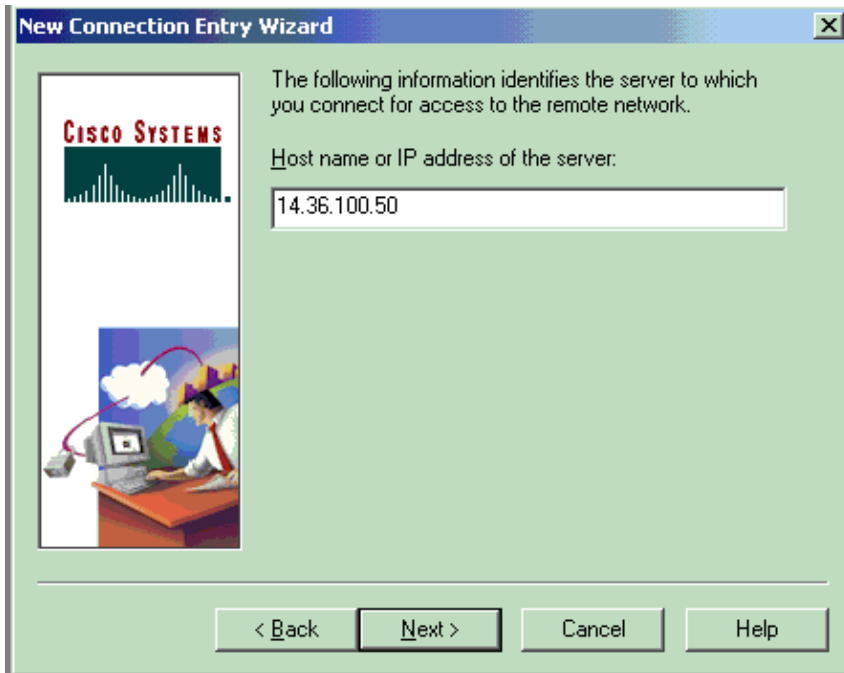 New Connection Entry Wizard
CISCO SYSTEMS
The following information identifies the server to which
you connect for access to the remote network.
Host name or IP address of the server:
14.36.100.50
< Back
Next >
Cancel
Help